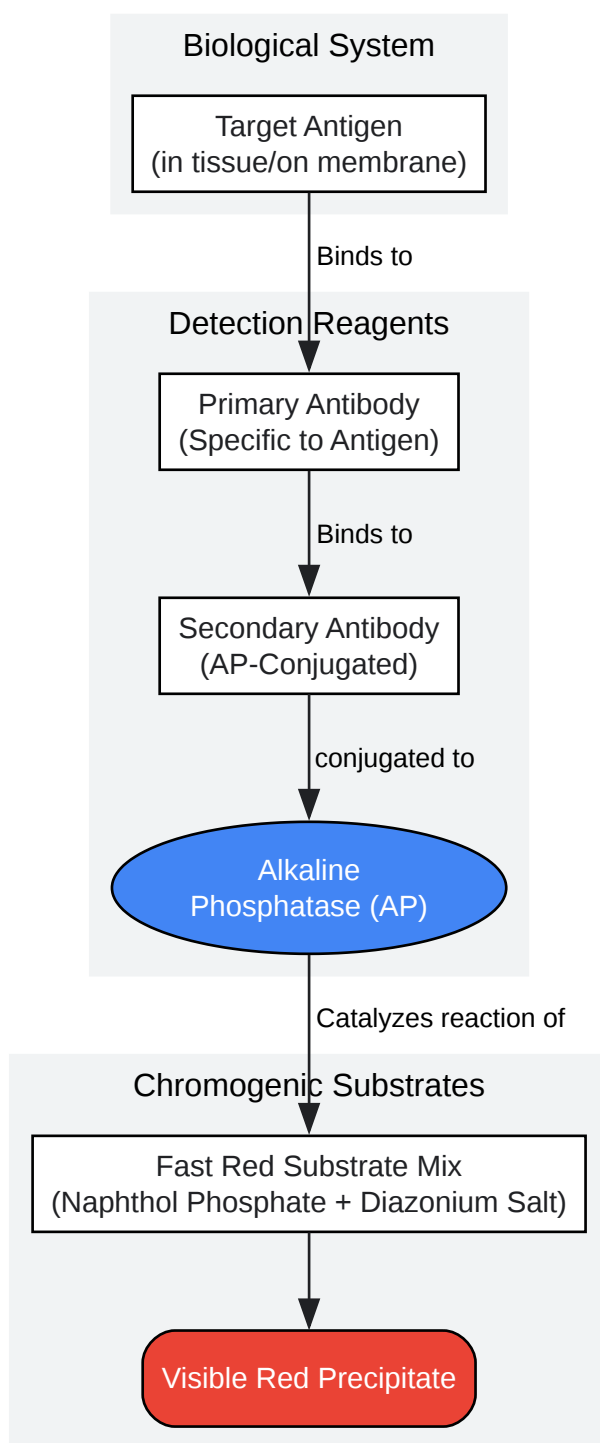 Biological System
Target Antigen
(in tissue/on membrane)
Binds to
Detection Reagents
Primary Antibody
(Specific to Antigen)
Binds to
Secondary Antibody
(AP-Conjugated)
conjugated to
Alkaline
Phosphatase (AP)
Catalyzes reaction of
Chromogenic Substrates
Fast Red Substrate Mix
(Naphthol Phosphate + Diazonium Salt)
Visible Red Precipitate